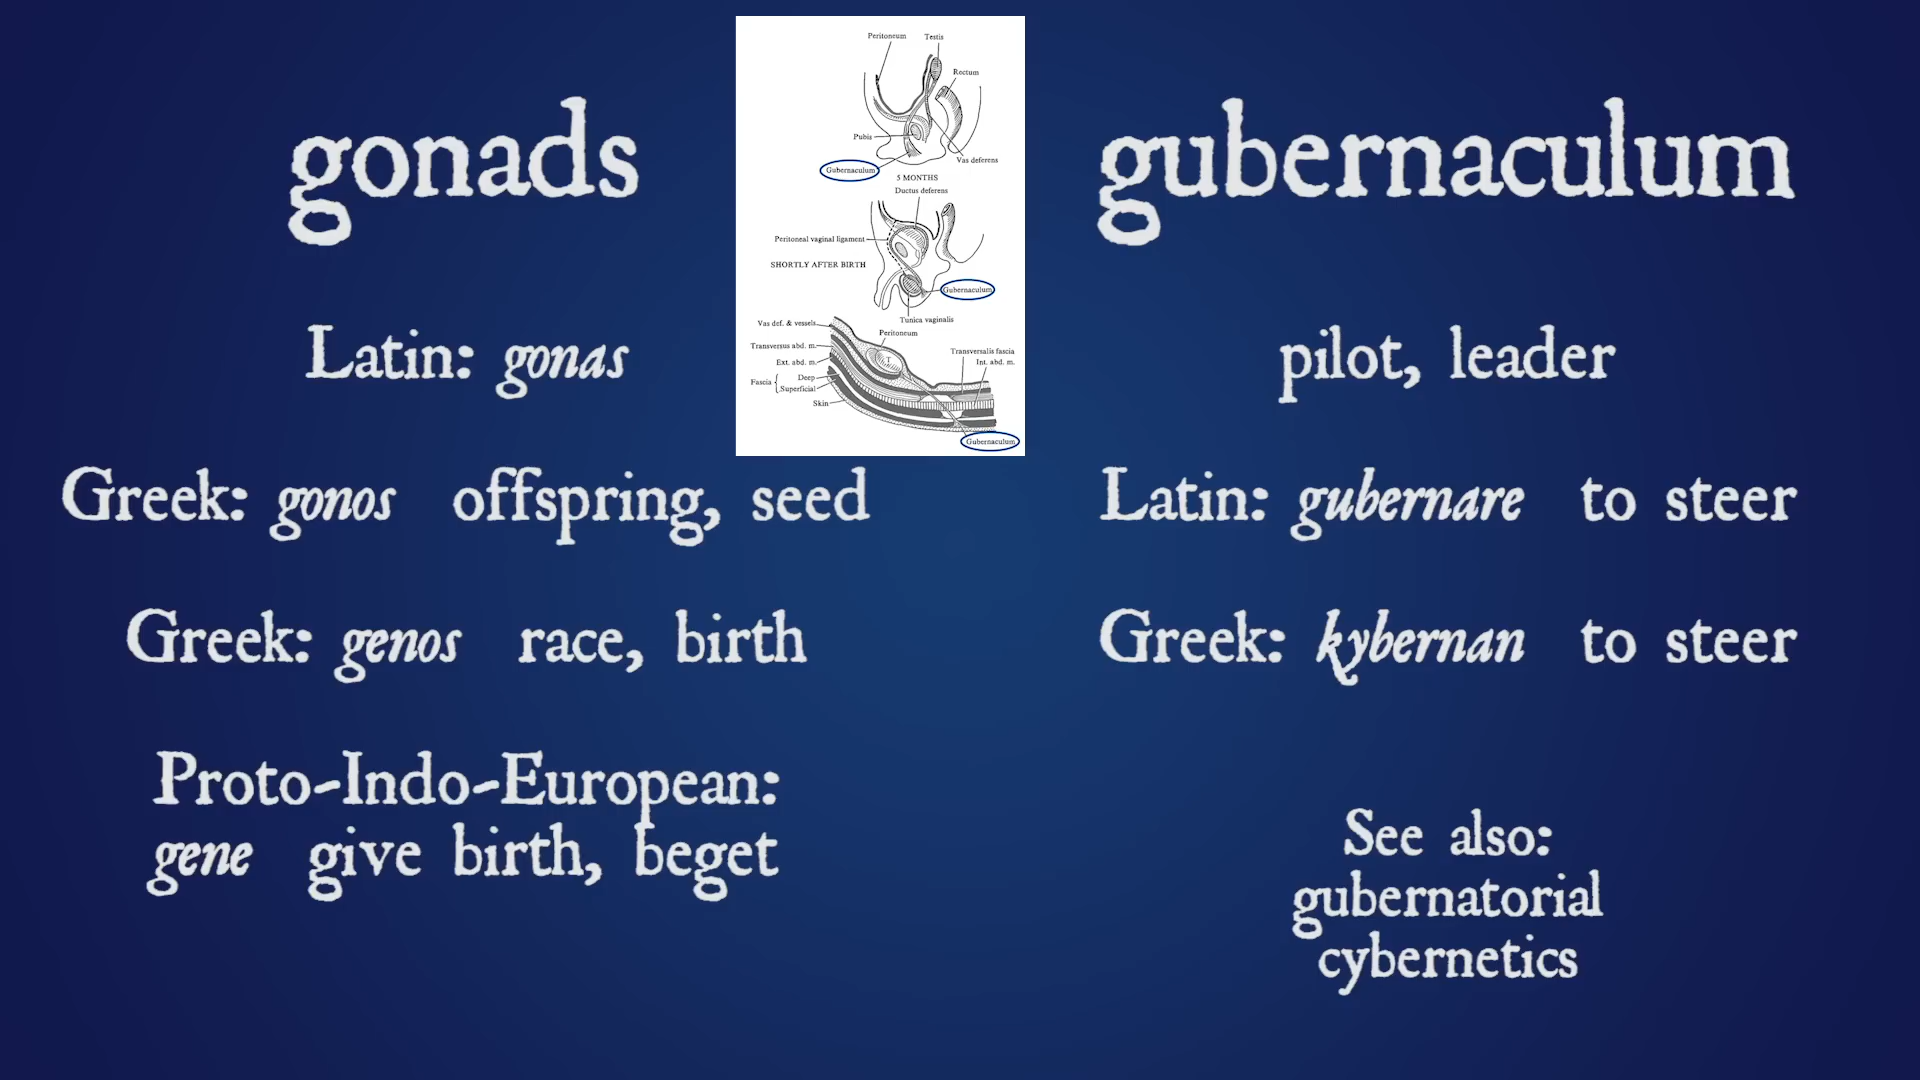 gonads
Latin: gonas
Greek: gonos offspring, seed
Greek: genos race, birth
Proto-Indo-European:
gene give birth, beget
Peritoneum
Testis
Rectum
Pubis
Vas deferens
Gubernaculum
5 MONTHS
Ductus deferens
Peritoneal vaginal ligament
SHORTLY AFTER BIRTH
Gubernaculum
Tunica vaginalis
Vas def. & vessels
Peritoneum
Transversus abd. m.
Transversalis fascia
Ext. abd. m.
Int. abd. m.
T
Deep
Fascia
Superficial
Skin
Gubernaculum
gubernaculum
pilot, leader
Latin: gubernare to steer
Greek: kybernan to steer
See also:
gubernatorial
cybernetics